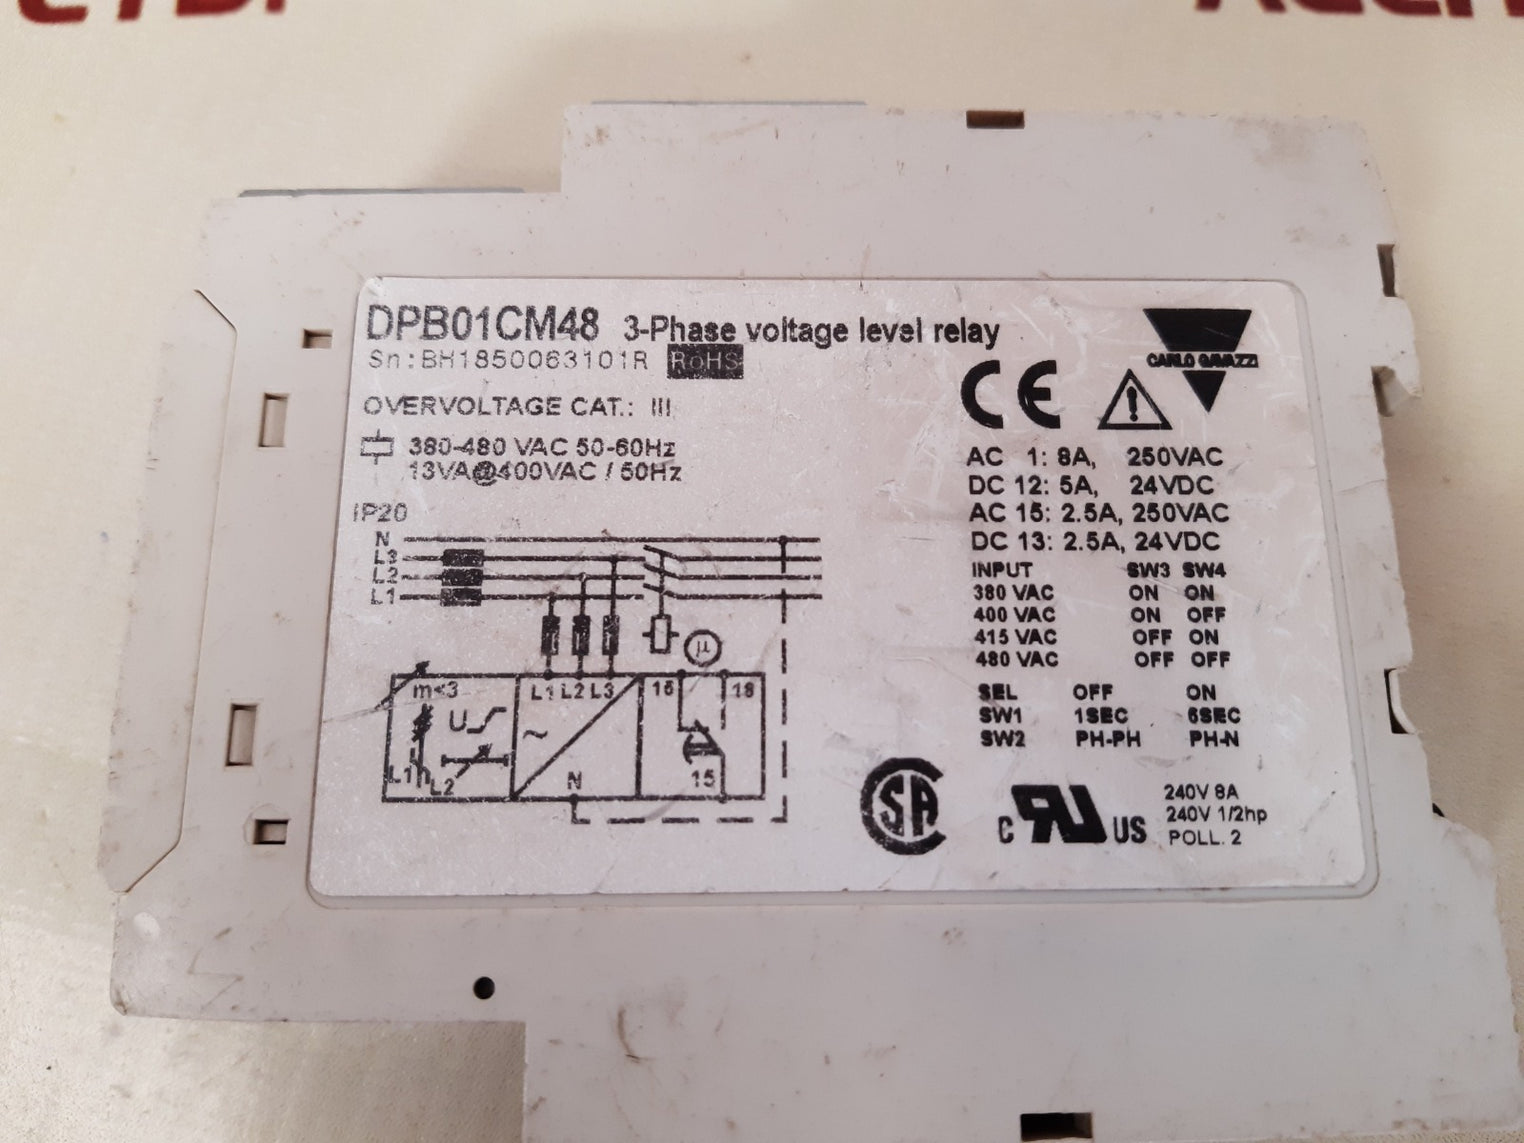 DPB01CM48 3-Phase voltage level relay
Sn:BH1850063101R RoHS
OVERVOLTAGE CAT.: III
380-480 VAC 50-60Hz
13VA@400VAC / 50Hz
IP20
N
L3
L2
L1
μ
m<3
U
L1
L2
L1 L2 L3
~
N
16 18
15
CE
CARLO GAVAZZI
AC 1: 8A, 250VAC
DC 12: 5A, 24VDC
AC 15: 2.5A, 250VAC
DC 13: 2.5A, 24VDC
INPUT SW3 SW4
380 VAC ON ON
400 VAC ON OFF
415 VAC OFF ON
480 VAC OFF OFF
SEL OFF ON
SW1 1SEC 6SEC
SW2 PH-PH PH-N
SA
c RU US
240V 8A
240V 1/2hp
POLL. 2